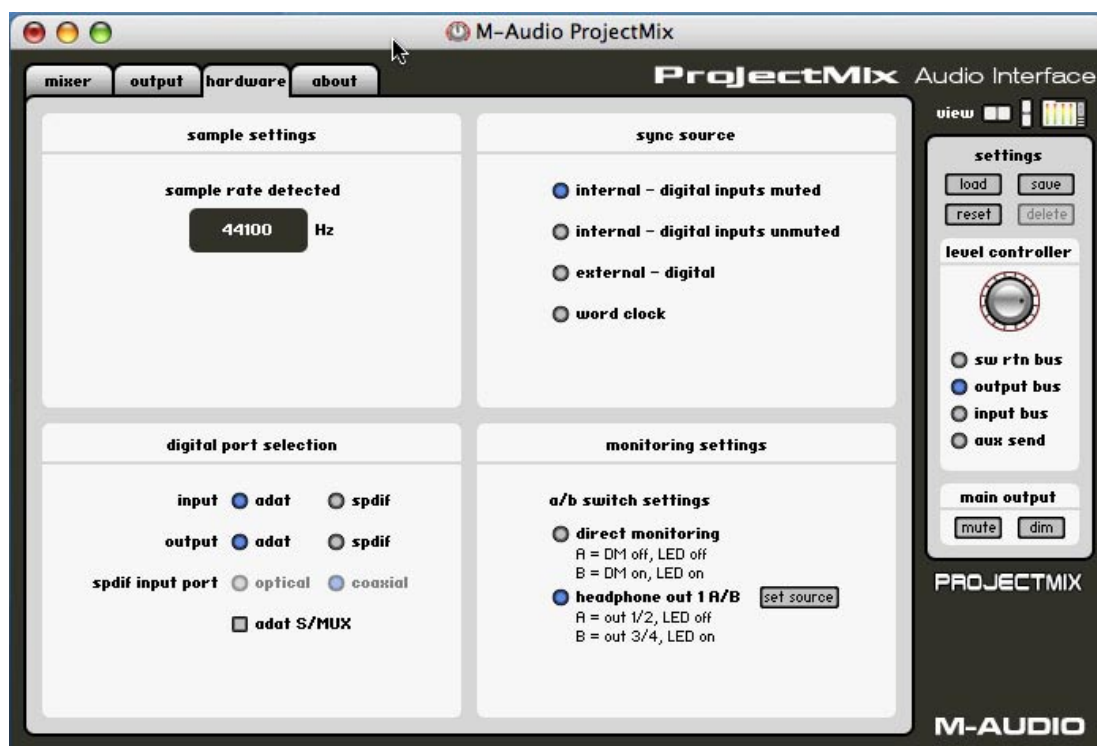 M-Audio ProjectMix
mixer output hardware about
ProjectMix Audio Interface
view
sample settings
sample rate detected
44100 Hz
sync source
internal - digital inputs muted
internal - digital inputs unmuted
external - digital
word clock
digital port selection
input adat spdif
output adat spdif
spdif input port optical coaxial
adat S/MUX
monitoring settings
a/b switch settings
direct monitoring
A = DM off, LED off
B = DM on, LED on
headphone out 1 A/B set source
A = out 1/2, LED off
B = out 3/4, LED on
settings
load save
reset delete
level controller
sw rtn bus
output bus
input bus
aux send
main output
mute dim
PROJECTMIX
M-AUDIO